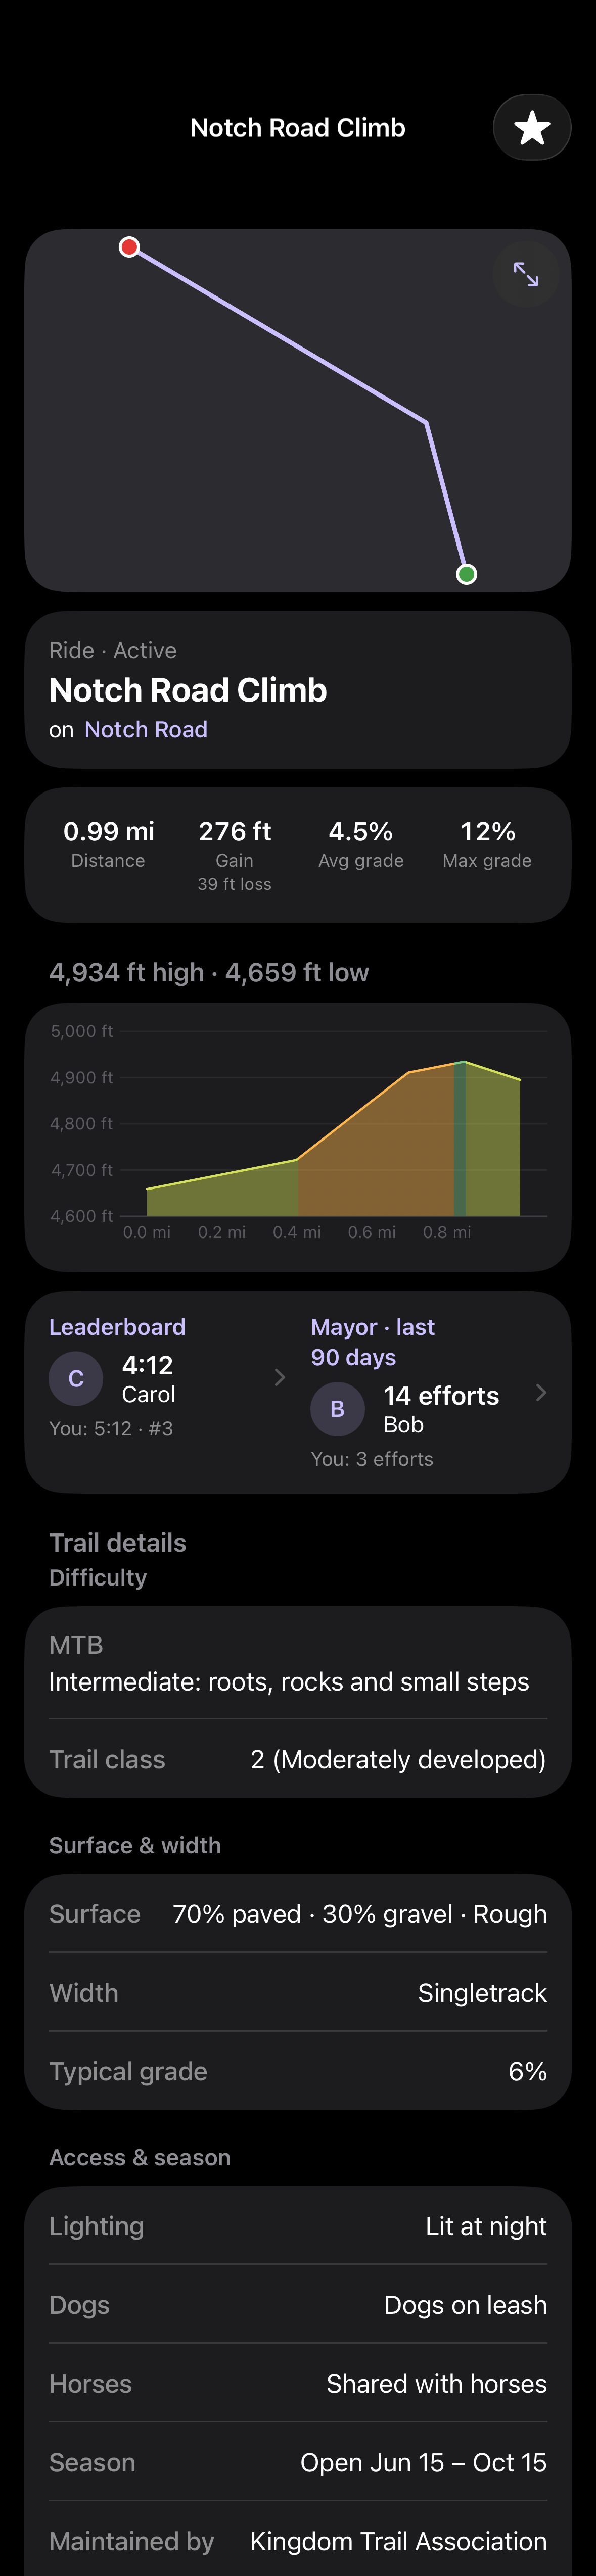 Notch Road Climb
Ride · Active
Notch Road Climb
on Notch Road
0.99 mi 276 ft 4.5% 12%
Distance Gain Avg grade Max grade
39 ft loss
4,934 ft high · 4,659 ft low
5,000 ft
4,900 ft
4,800 ft
4,700 ft
4,600 ft
0.0 mi 0.2 mi 0.4 mi 0.6 mi 0.8 mi
Leaderboard
C
4:12
Carol
You: 5:12 · #3
Mayor · last
90 days
B
14 efforts
Bob
You: 3 efforts
Trail details
Difficulty
MTB
Intermediate: roots, rocks and small steps
Trail class 2 (Moderately developed)
Surface & width
Surface 70% paved · 30% gravel · Rough
Width Singletrack
Typical grade 6%
Access & season
Lighting Lit at night
Dogs Dogs on leash
Horses Shared with horses
Season Open Jun 15 – Oct 15
Maintained by Kingdom Trail Association